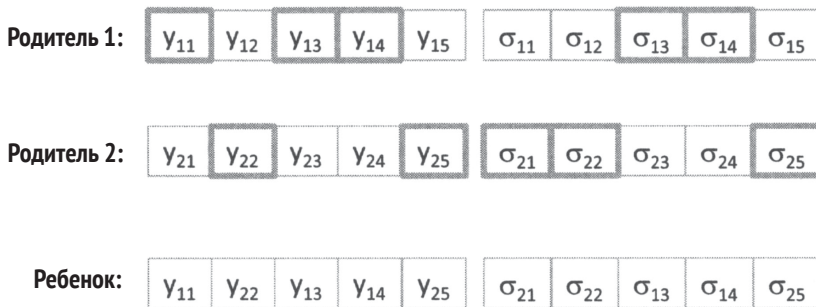 Родитель 1: y₁₁ y₁₂ y₁₃ y₁₄ y₁₅ σ₁₁ σ₁₂ σ₁₃ σ₁₄ σ₁₅
Родитель 2: y₂₁ y₂₂ y₂₃ y₂₄ y₂₅ σ₂₁ σ₂₂ σ₂₃ σ₂₄ σ₂₅
Ребенок: y₁₁ y₂₂ y₁₃ y₁₄ y₂₅ σ₂₁ σ₂₂ σ₁₃ σ₁₄ σ₂₅